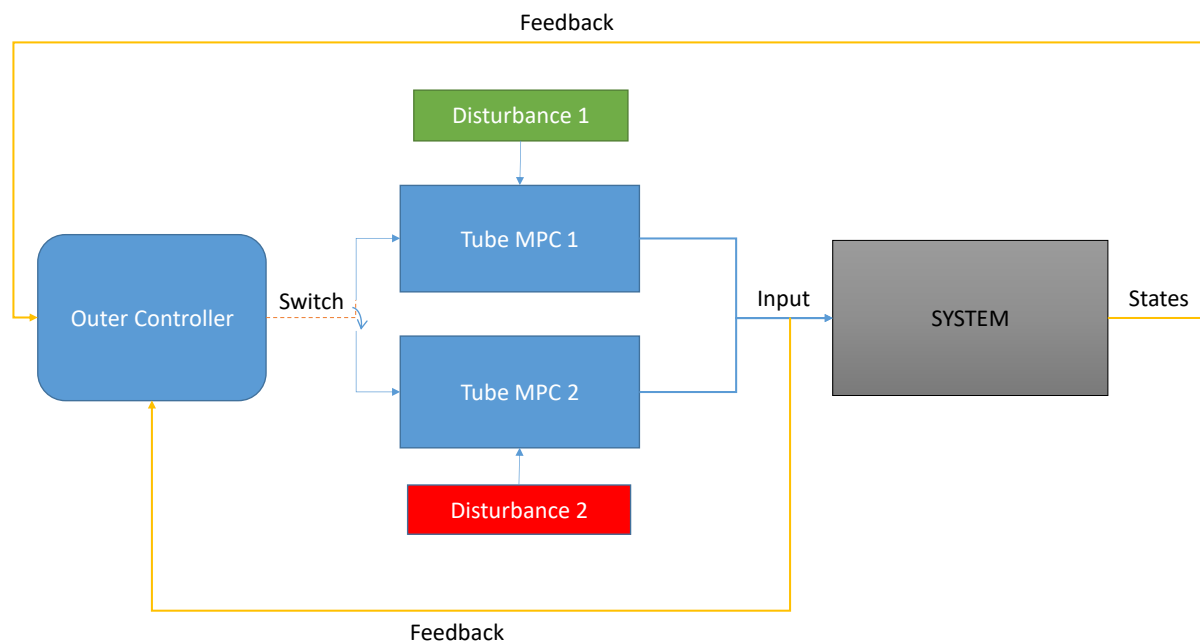 Feedback
Disturbance 1
Tube MPC 1
Outer Controller
Switch
Input
SYSTEM
States
Tube MPC 2
Disturbance 2
Feedback